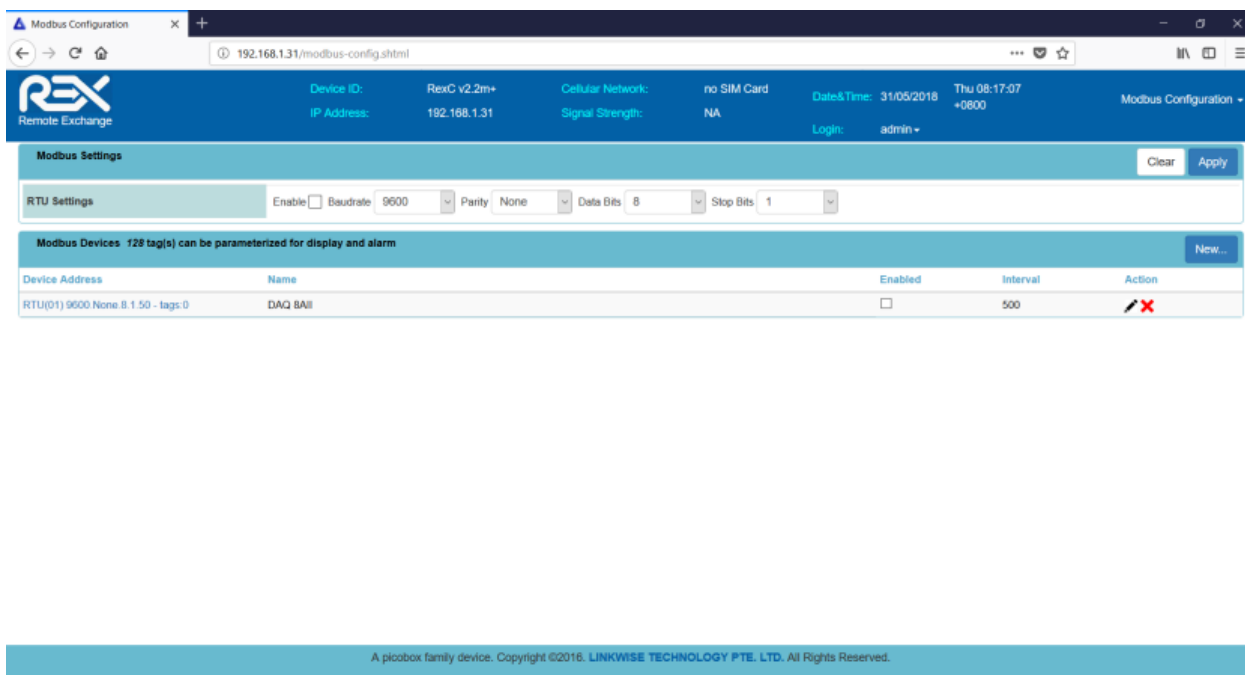 Modbus Configuration
192.168.1.31/modbus-config.shtml
REX
Remote Exchange
Device ID: RexC v2.2m+ Cellular Network: no SIM Card Date&Time: 31/05/2018 Thu 08:17:07 +0800 Modbus Configuration
IP Address: 192.168.1.31 Signal Strength: NA Login: admin
Modbus Settings Clear Apply
RTU Settings Enable Baudrate 9600 Parity None Data Bits 8 Stop Bits 1
Modbus Devices 128 tag(s) can be parameterized for display and alarm New...
Device Address Name Enabled Interval Action
RTU(01) 9600.None.8.1.50 - tags:0 DAQ 8AII 500
A picobox family device. Copyright ©2016. LINKWISE TECHNOLOGY PTE. LTD. All Rights Reserved.